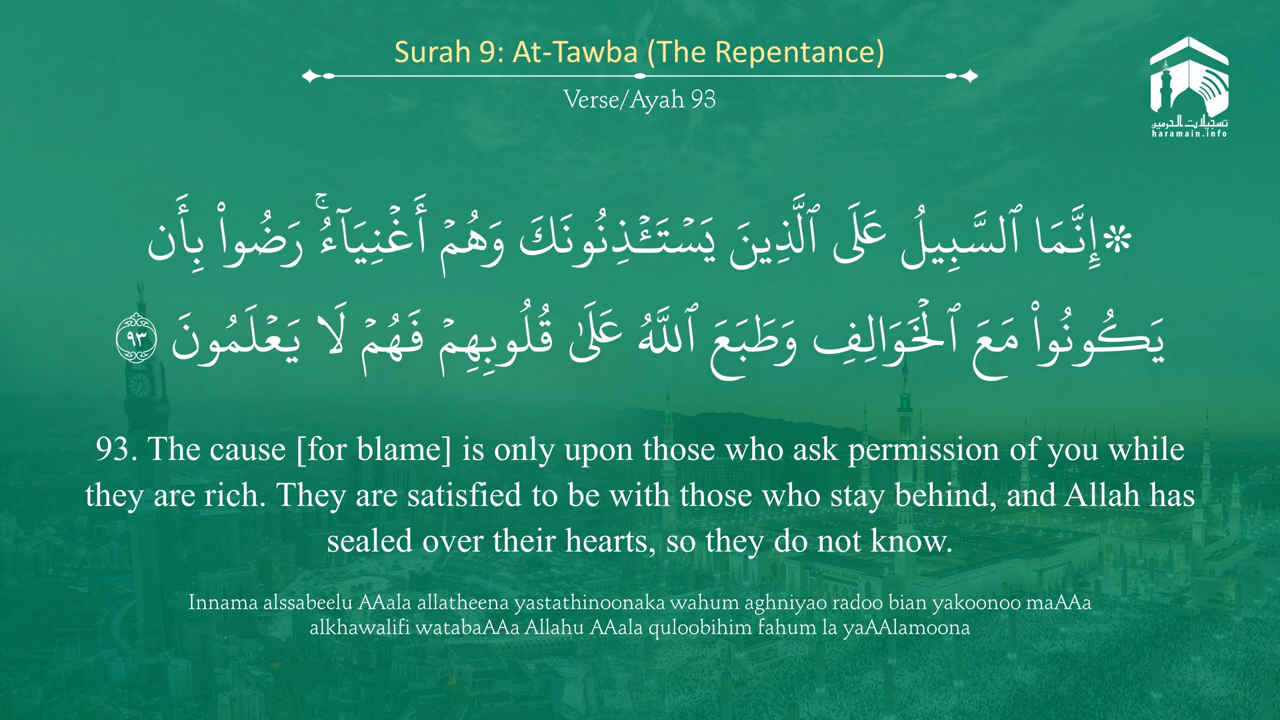 Surah 9: At-Tawba (The Repentance)
Verse/Ayah 93
تسجيلات الحرمين
haramain.info
۞إِنَّمَا ٱلسَّبِيلُ عَلَى ٱلَّذِينَ يَسۡتَـٔۡذِنُونَكَ وَهُمۡ أَغۡنِيَآءُۚ رَضُواْ بِأَن
يَكُونُواْ مَعَ ٱلۡخَوَالِفِ وَطَبَعَ ٱللَّهُ عَلَىٰ قُلُوبِهِمۡ فَهُمۡ لَا يَعۡلَمُونَ ٩٣
93. The cause [for blame] is only upon those who ask permission of you while
they are rich. They are satisfied to be with those who stay behind, and Allah has
sealed over their hearts, so they do not know.
Innama alssabeelu AAala allatheena yastathinoonaka wahum aghniyao radoo bian yakoonoo maAAa
alkhawalifi watabaAAa Allahu AAala quloobihim fahum la yaAAlamoona